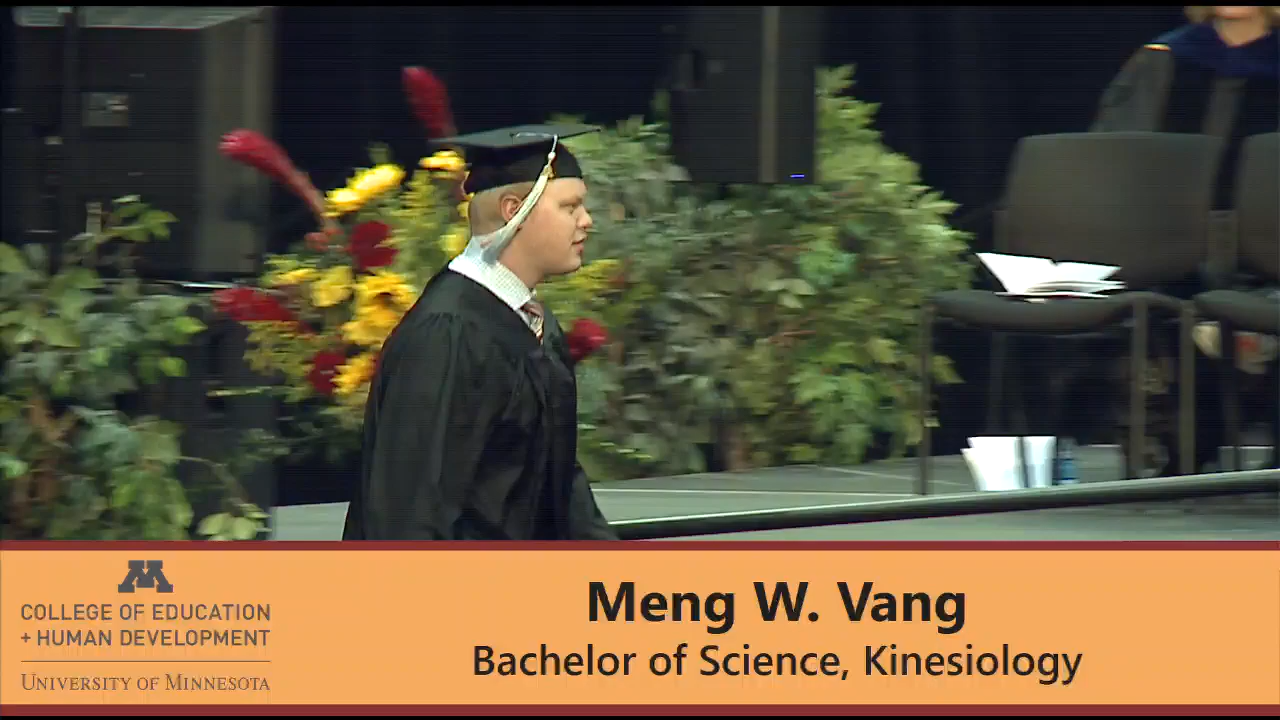 M
COLLEGE OF EDUCATION
+ HUMAN DEVELOPMENT
UNIVERSITY OF MINNESOTA
Meng W. Vang
Bachelor of Science, Kinesiology